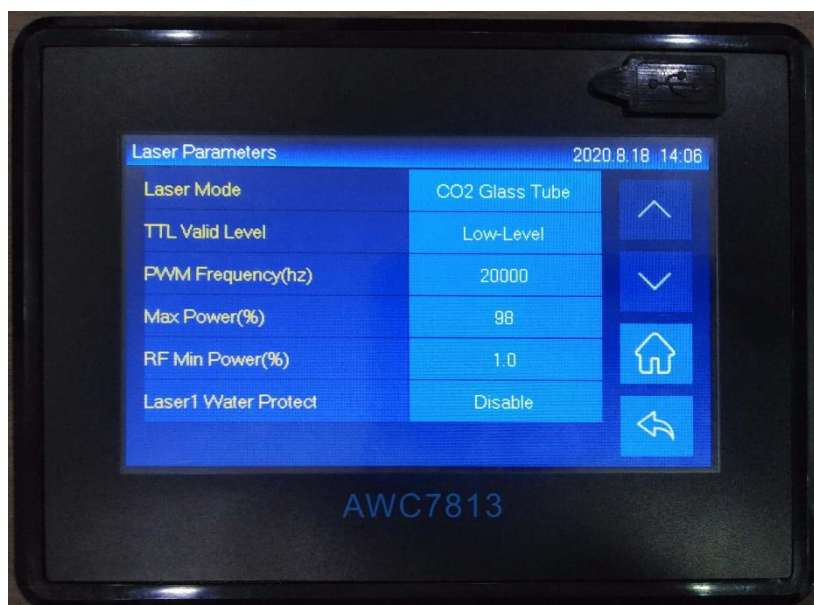 Laser Parameters 2020.8.18 14:06
Laser Mode CO2 Glass Tube
TTL Valid Level Low-Level
PWM Frequency(hz) 20000
Max Power(%) 98
RF Min Power(%) 1.0
Laser1 Water Protect Disable
AWC7813